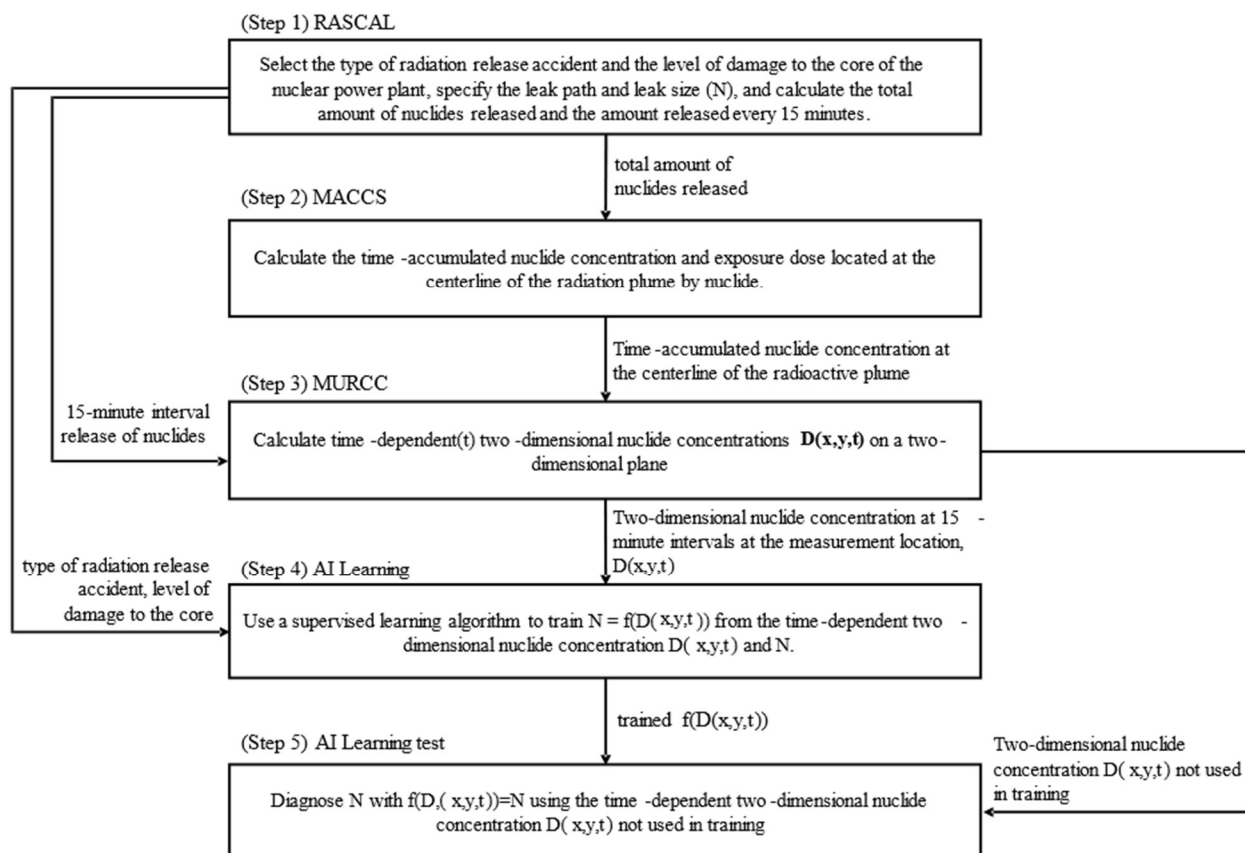 (Step 1) RASCAL
Select the type of radiation release accident and the level of damage to the core of the
nuclear power plant, specify the leak path and leak size (N), and calculate the total
amount of nuclides released and the amount released every 15 minutes.
total amount of
nuclides released
(Step 2) MACCS
Calculate the time -accumulated nuclide concentration and exposure dose located at the
centerline of the radiation plume by nuclide.
Time -accumulated nuclide concentration at
the centerline of the radioactive plume
(Step 3) MURCC
15-minute interval
release of nuclides
Calculate time -dependent(t) two -dimensional nuclide concentrations D(x,y,t) on a two-
dimensional plane
Two-dimensional nuclide concentration at 15 -
minute intervals at the measurement location,
D(x,y,t)
type of radiation release
accident, level of
damage to the core
(Step 4) AI Learning
Use a supervised learning algorithm to train N = f(D( x,y,t )) from the time -dependent two -
dimensional nuclide concentration D( x,y,t) and N.
trained f(D(x,y,t))
(Step 5) AI Learning test
Two-dimensional nuclide
concentration D( x,y,t) not used
in training
Diagnose N with f(D,( x,y,t))=N using the time -dependent two -dimensional nuclide
concentration D( x,y,t) not used in training